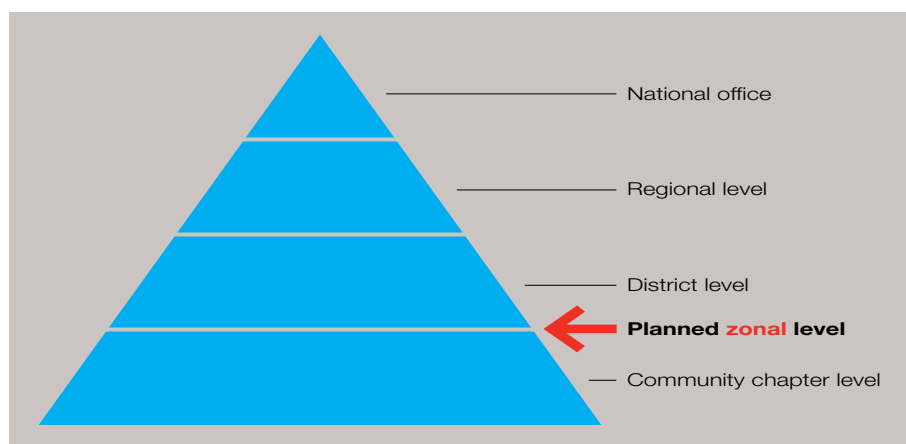 National office
Regional level
District level
Planned zonal level
Community chapter level